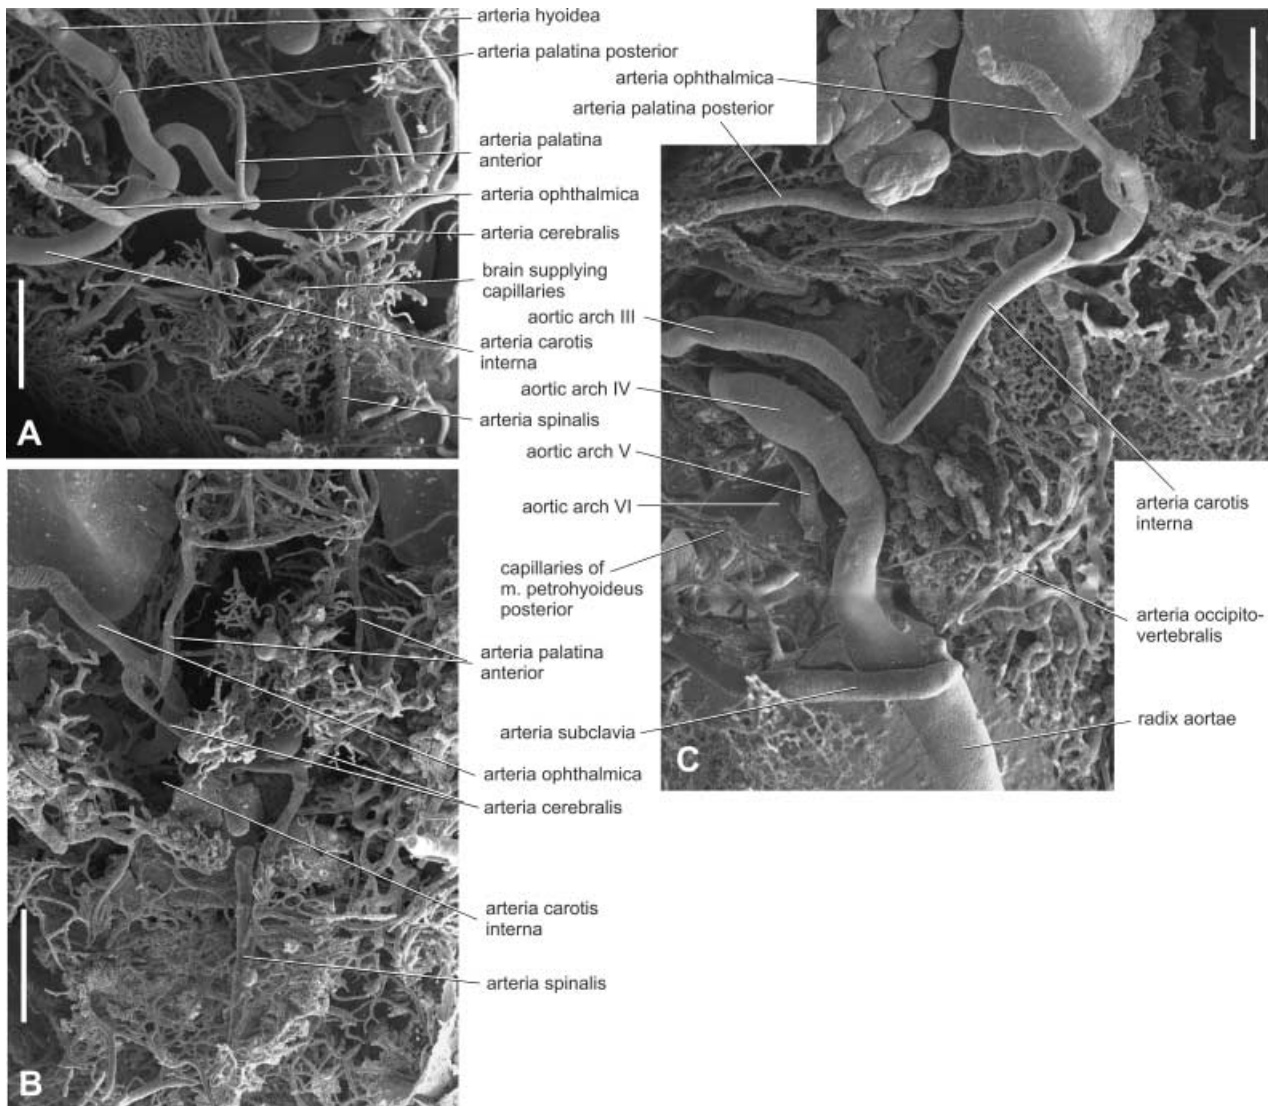 arteria hyoidea
arteria palatina posterior
arteria palatina
anterior
arteria ophthalmica
arteria cerebralis
brain supplying
capillaries
arteria carotis
interna
arteria spinalis
A
arteria palatina
anterior
arteria ophthalmica
arteria cerebralis
arteria carotis
interna
arteria spinalis
B
arteria ophthalmica
arteria palatina posterior
aortic arch III
aortic arch IV
aortic arch V
aortic arch VI
capillaries of
m. petrohyoideus
posterior
arteria subclavia
arteria carotis
interna
arteria occipito-
vertebralis
radix aortae
C